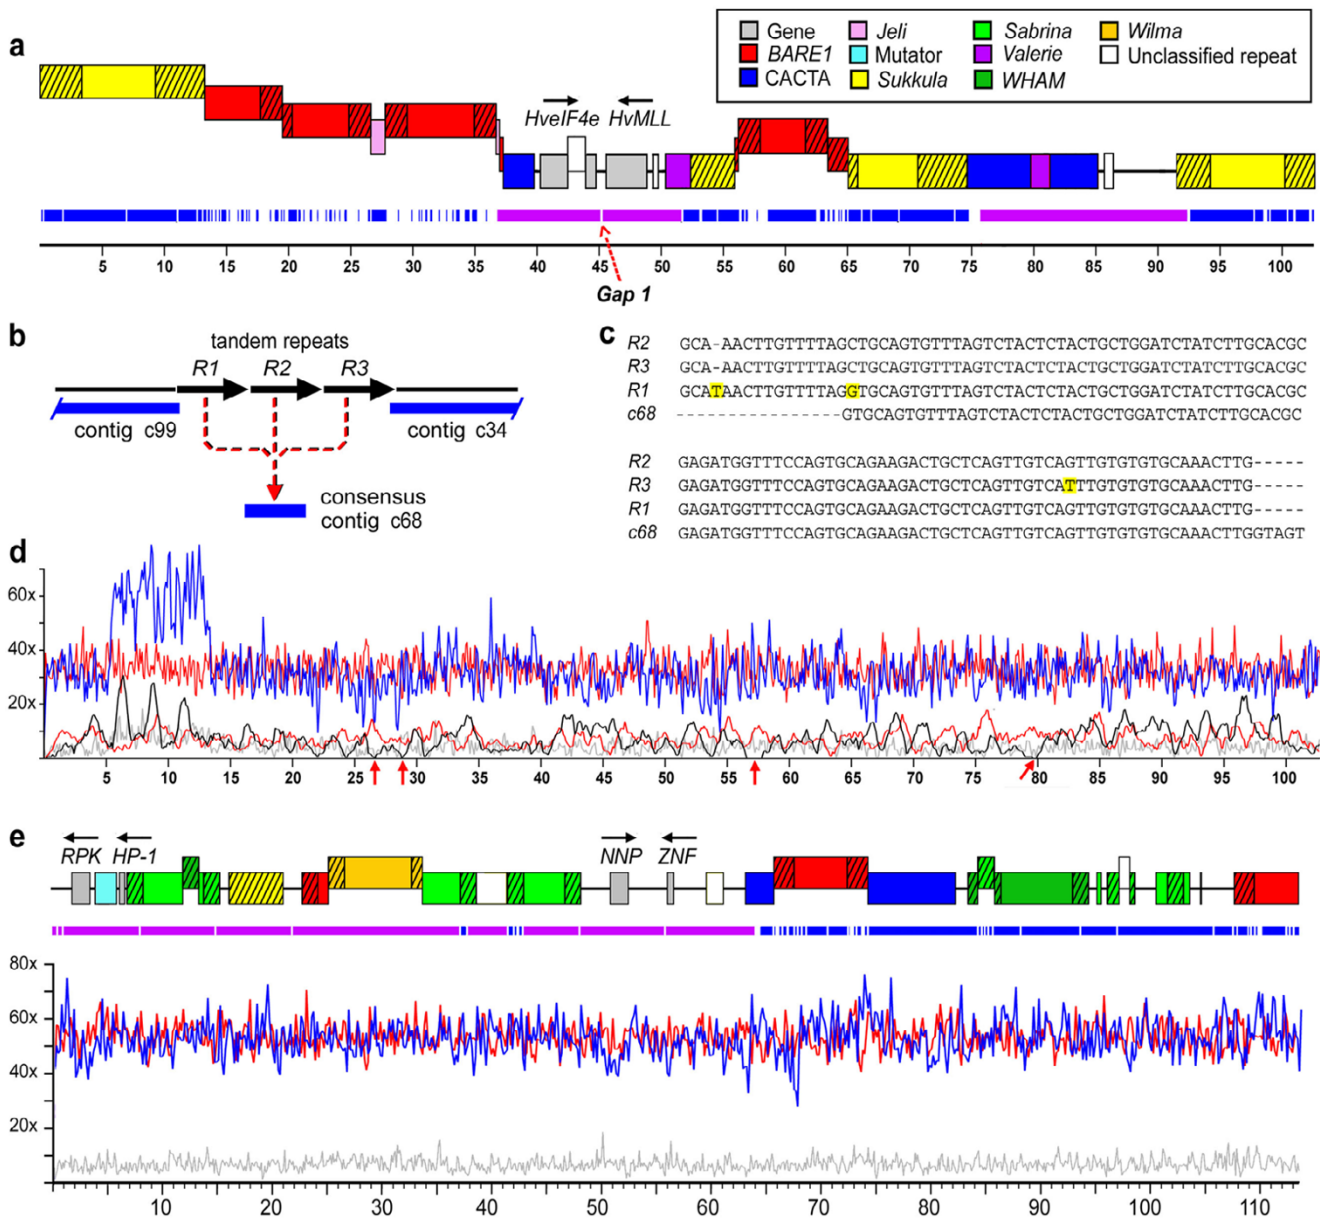 a
Gene
Jeli
Sabrina
Wilma
BARE1
Mutator
Valerie
Unclassified repeat
CACTA
Sukkula
WHAM
HveIF4e
HvMLL
5 10 15 20 25 30 35 40 45 50 55 60 65 70 75 80 85 90 95 100
Gap 1
b
tandem repeats
R1 R2 R3
contig c99
contig c34
consensus
contig c68
c
R2 GCA-AACTTGTTTTAGCTGCAGTGTTTAGTCTACTCTACTGCTGGATCTATCTTGCACGC
R3 GCA-AACTTGTTTTAGCTGCAGTGTTTAGTCTACTCTACTGCTGGATCTATCTTGCACGC
R1 GCATAACTTGTTTTAGGTGCAGTGTTTAGTCTACTCTACTGCTGGATCTATCTTGCACGC
c68 ----------------GTGCAGTGTTTAGTCTACTCTACTGCTGGATCTATCTTGCACGC
R2 GAGATGGTTTCCAGTGCAGAAGACTGCTCAGTTGTCAGTTGTGTGTGCAAACTTG-----
R3 GAGATGGTTTCCAGTGCAGAAGACTGCTCAGTTGTCATTTGTGTGTGCAAACTTG-----
R1 GAGATGGTTTCCAGTGCAGAAGACTGCTCAGTTGTCAGTTGTGTGTGCAAACTTG-----
c68 GAGATGGTTTCCAGTGCAGAAGACTGCTCAGTTGTCAGTTGTGTGTGCAAACTTGGTAGT
d
60x
40x
20x
5 10 15 20 25 30 35 40 45 50 55 60 65 70 75 80 85 90 95 100
e
RPK HP-1 NNP ZNF
80x
60x
40x
20x
10 20 30 40 50 60 70 80 90 100 110